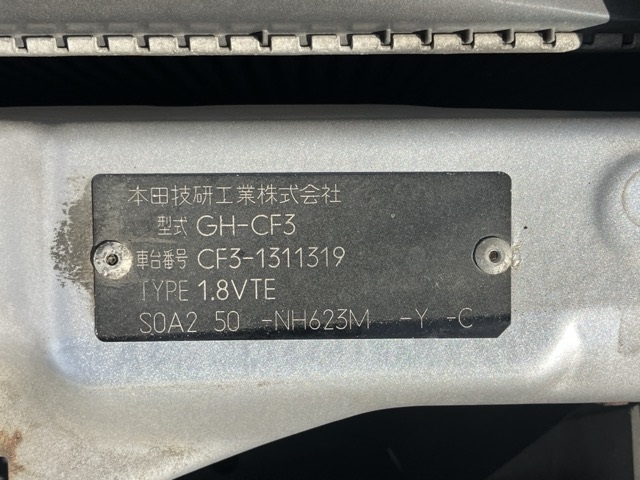 本田技研工業株式会社
型式 GH-CF3
車台番号 CF3-1311319
TYPE 1.8VTE
S0A2 50 -NH623M -Y -C